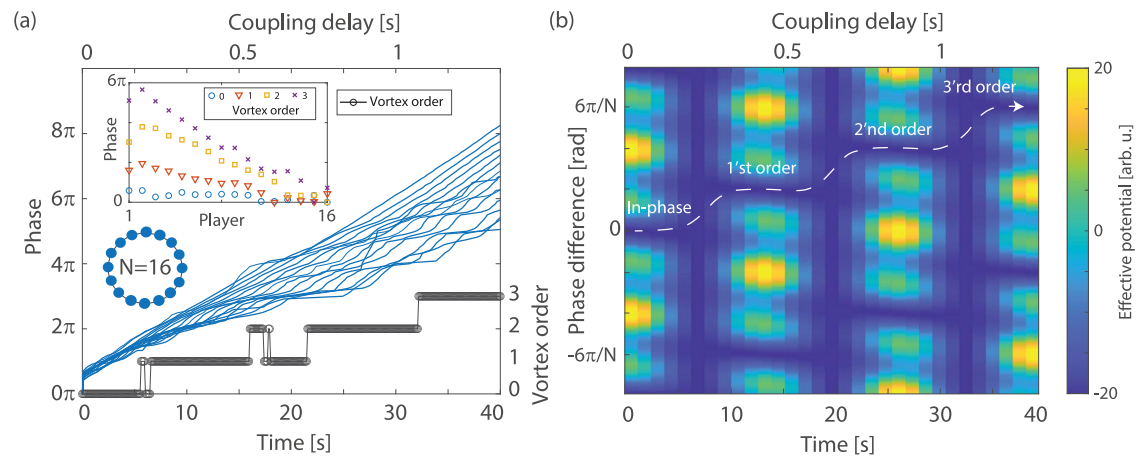 (a)
Coupling delay [s]
0 0.5 1
6π
Phase
0
0 1 2 3
Vortex order
1 Player 16
Vortex order
Phase
8π
6π
4π
2π
0π
N=16
3
2
1
0
Vortex order
0 10 20 30 40
Time [s]
(b)
Coupling delay [s]
0 0.5 1
Phase difference [rad]
6π/N
0
-6π/N
In-phase
1'st order
2'nd order
3'rd order
0 10 20 30 40
Time [s]
20
0
-20
Effective potential [arb. u.]